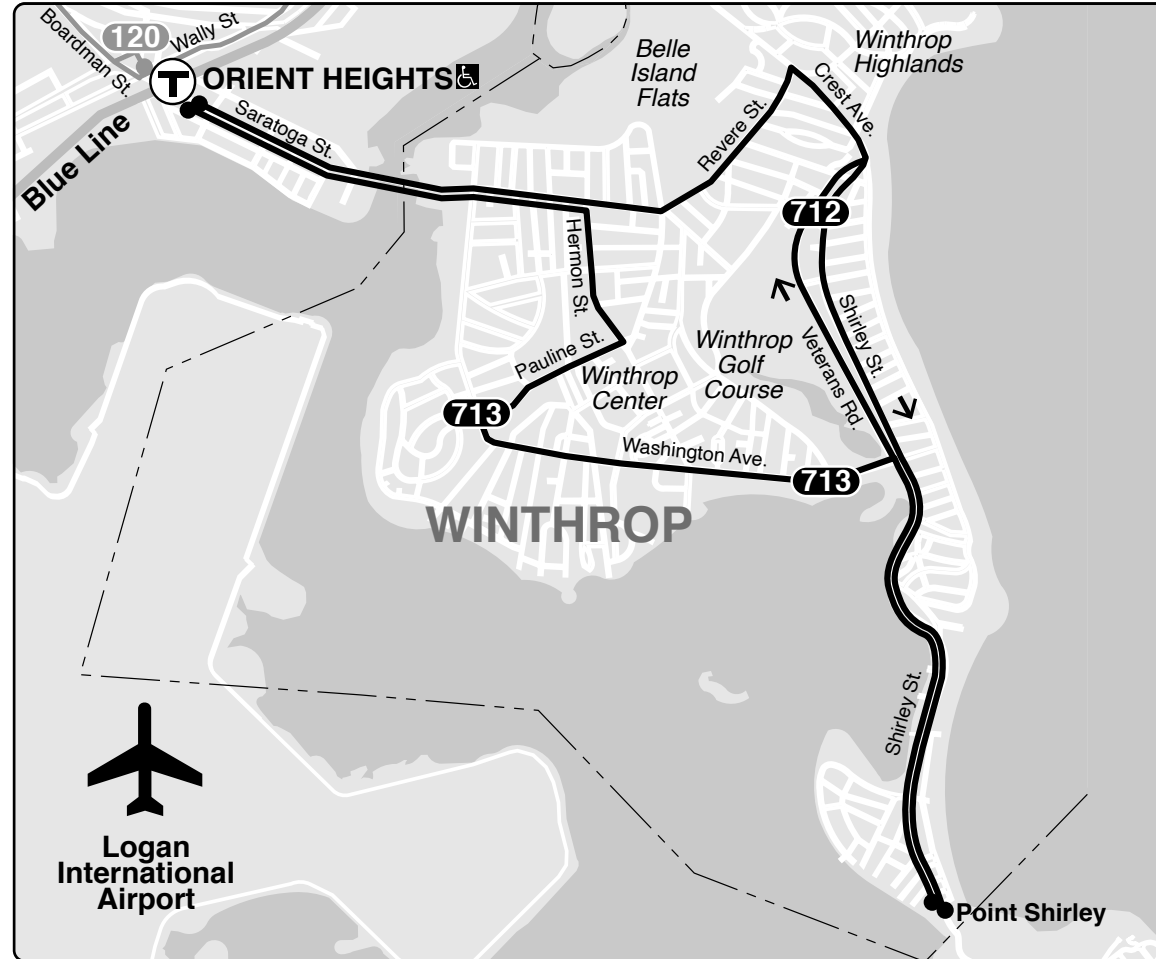 Boardman St.
120
Wally St
T
ORIENT HEIGHTS
Blue Line
Saratoga St.
Belle
Island
Flats
Winthrop
Highlands
Crest Ave.
Revere St.
712
Hermon St.
Shirley St.
Veterans Rd.
Pauline St.
Winthrop
Center
Winthrop
Golf
Course
713
Washington Ave.
713
WINTHROP
Shirley St.
Logan
International
Airport
Point Shirley